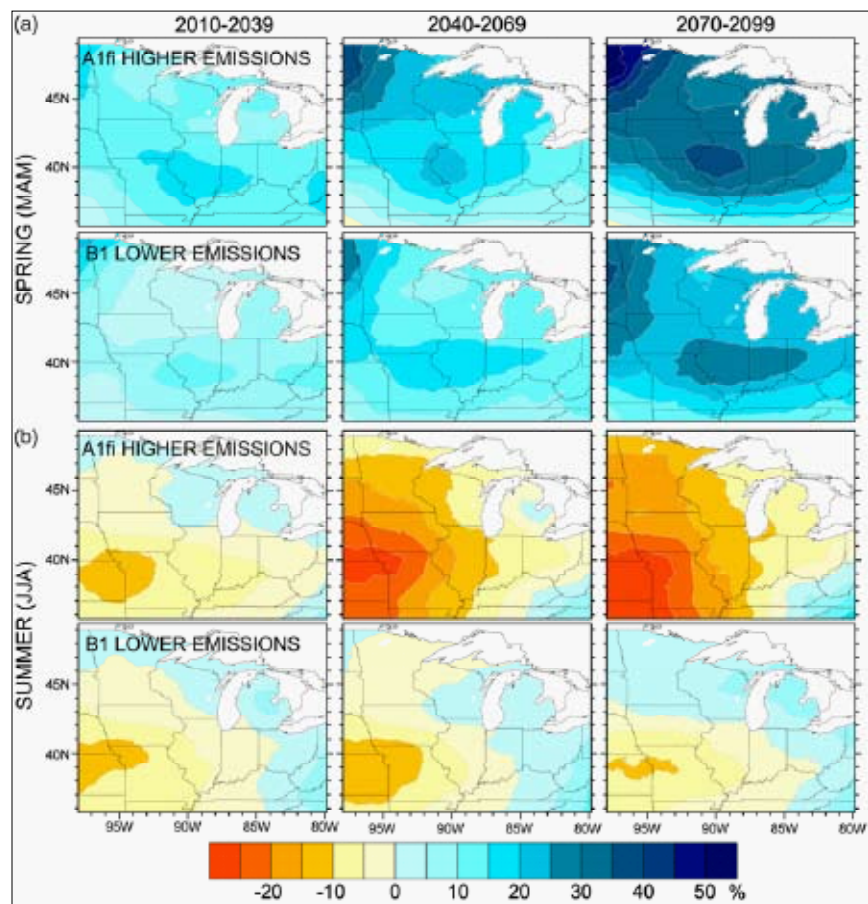 (a)
2010-2039
2040-2069
2070-2099
SPRING (MAM)
A1fi HIGHER EMISSIONS
45N
40N
B1 LOWER EMISSIONS
45N
40N
(b)
SUMMER (JJA)
A1fi HIGHER EMISSIONS
45N
40N
B1 LOWER EMISSIONS
45N
40N
95W 90W 85W 80W 95W 90W 85W 80W 95W 90W 85W 80W
-20 -10 0 10 20 30 40 50 %